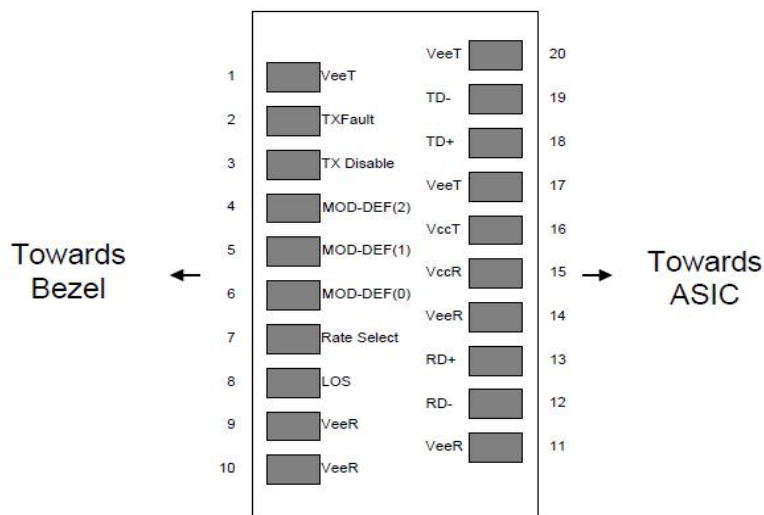 VeeT 20
1 VeeT
TD- 19
2 TXFault
TD+ 18
3 TX Disable
VeeT 17
4 MOD-DEF(2)
VccT 16
5 MOD-DEF(1)
Towards
Bezel
VccR 15
Towards
ASIC
6 MOD-DEF(0)
VeeR 14
7 Rate Select
RD+ 13
8 LOS
RD- 12
9 VeeR
VeeR 11
10 VeeR